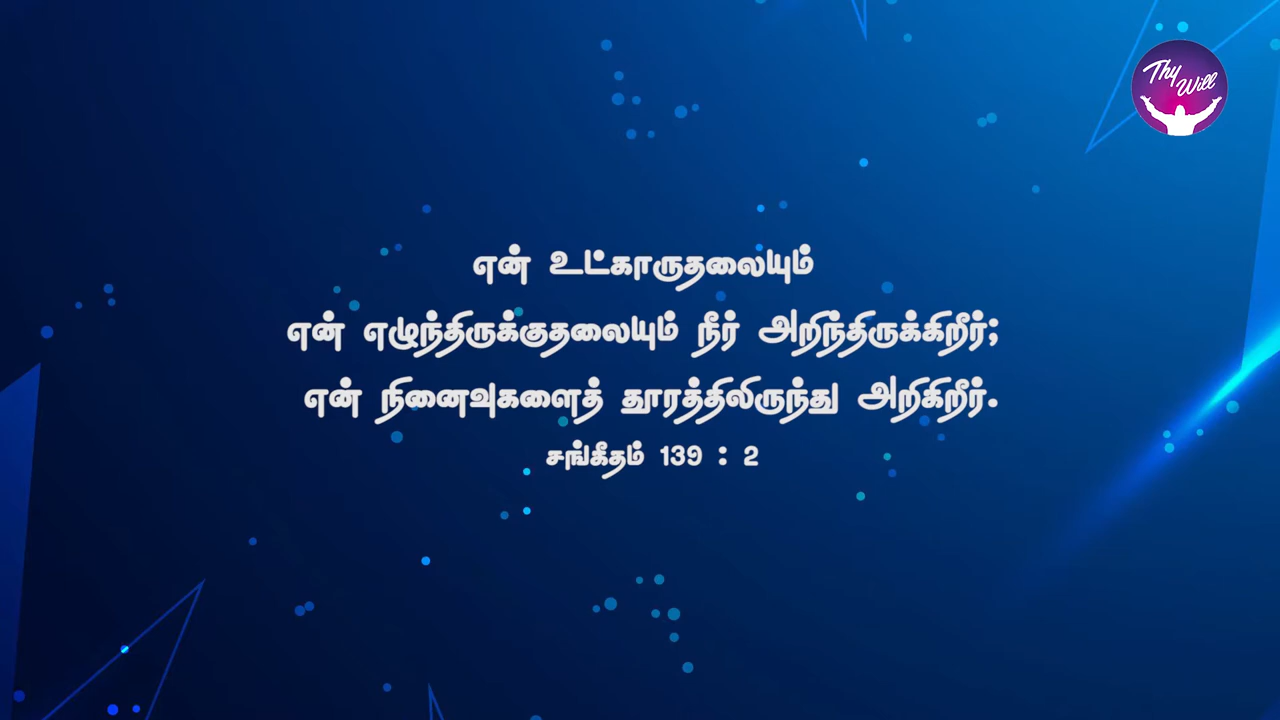 Thy Will
என் உட்காருதலையும்
என் எழுந்திருக்குதலையும் நீர் அறிந்திருக்கிறீர்;
என் நினைவுகளைத் தூரத்திலிருந்து அறிகிறீர்.
சங்கீதம் 139 : 2